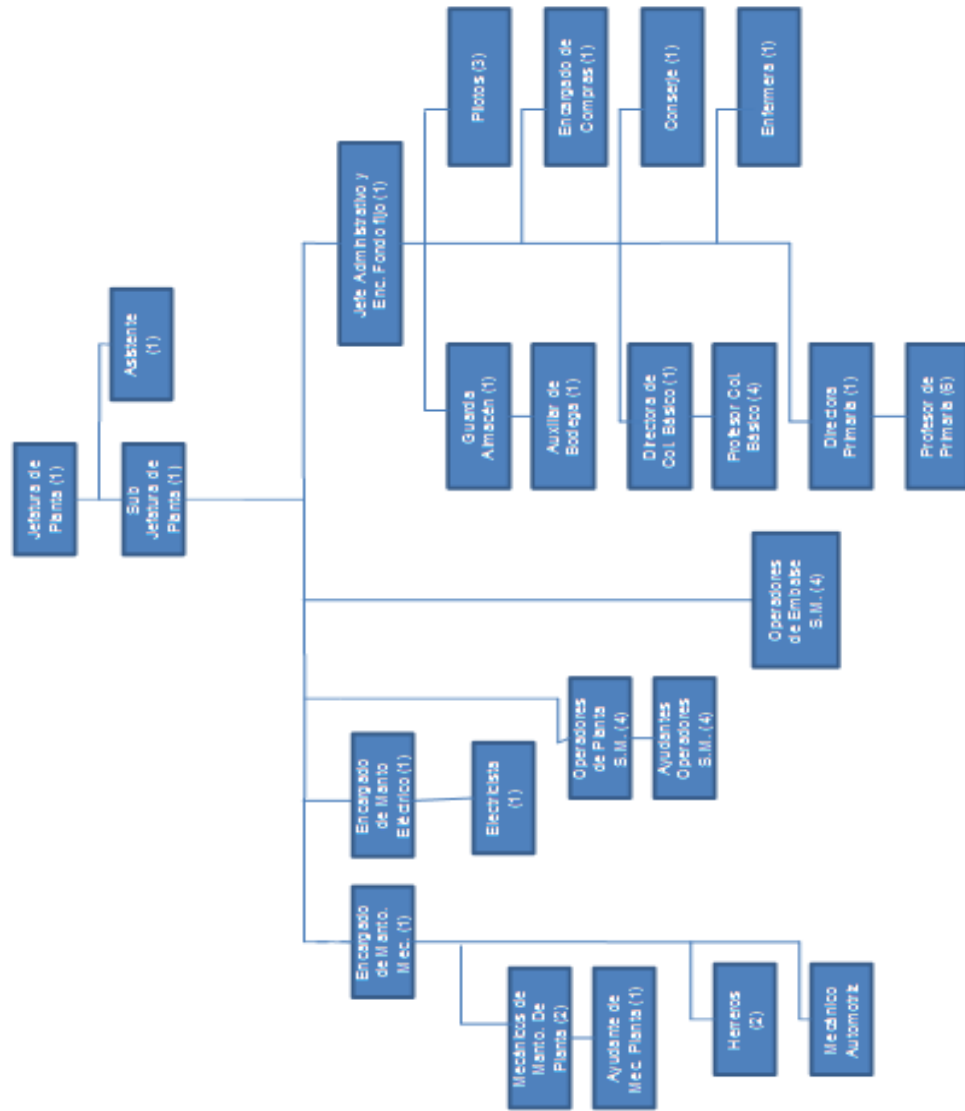 Jefatura de
Planta (1)
Asistente
(1)
Sub
Jefatura de
Planta (1)
Encargado
de Manto.
Mec. (1)
Mecánicos de
Manto. De
Planta (2)
Ayudante de
Mec. Planta (1)
Herreros
(2)
Mecánico
Automotriz
Encargado
de Manto
Eléctrico (1)
Electricista
(1)
Operadores
de Planta
S.M. (4)
Ayudantes
Operadores
S.M. (4)
Operadores
de Embalse
S.M. (4)
Jefe Administrativo y
Enc. Fondo fijo (1)
Guarda
Almacén (1)
Auxiliar de
Bodega (1)
Directora de
Col. Básico (1)
Profesor Col.
Básico (4)
Directora
Primaria (1)
Profesor de
Primaria (6)
Pilotos (3)
Encargado de
Compras (1)
Conserje (1)
Enfermera (1)